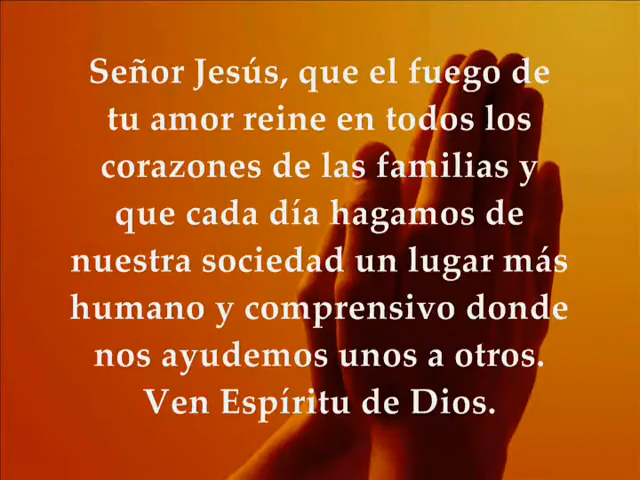 Señor Jesús, que el fuego de
tu amor reine en todos los
corazones de las familias y
que cada día hagamos de
nuestra sociedad un lugar más
humano y comprensivo donde
nos ayudemos unos a otros.
Ven Espíritu de Dios.